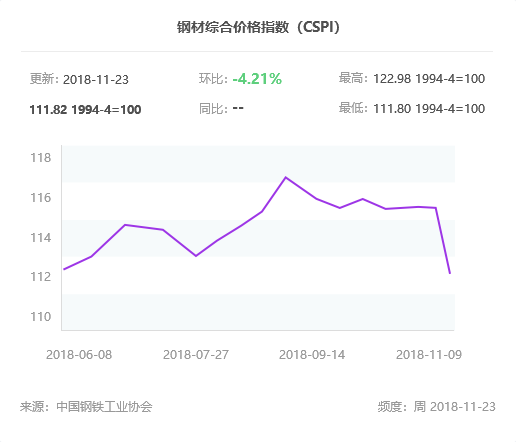 钢材综合价格指数（CSPI）
更新: 2018-11-23 环比: -4.21% 最高: 122.98 1994-4=100
111.82 1994-4=100 同比: -- 最低: 111.80 1994-4=100
118
116
114
112
110
2018-06-08 2018-07-27 2018-09-14 2018-11-09
来源：中国钢铁工业协会 频度：周 2018-11-23